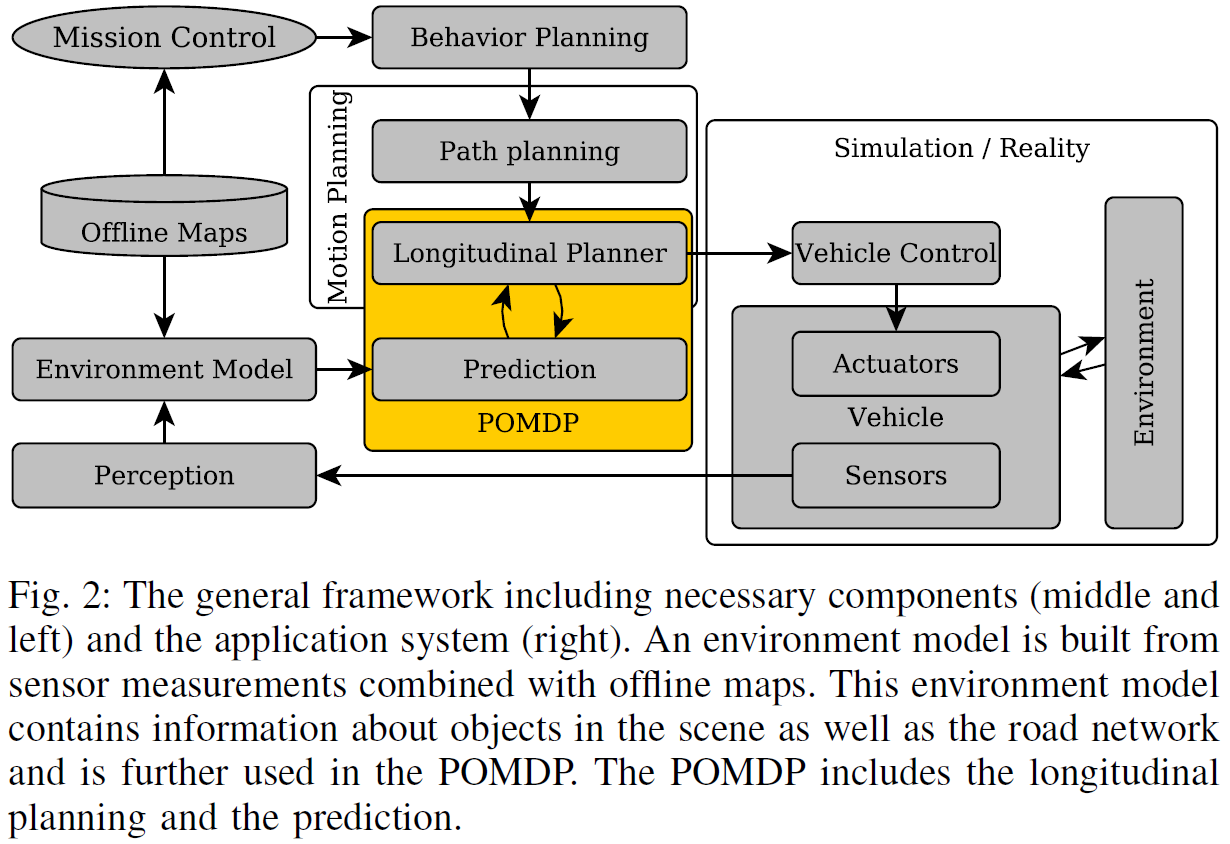 Mission Control
Behavior Planning
Motion Planning
Path planning
Simulation / Reality
Offline Maps
Longitudinal Planner
Vehicle Control
Environment
Environment Model
Prediction
Actuators
POMDP
Vehicle
Perception
Sensors
Fig. 2: The general framework including necessary components (middle and
left) and the application system (right). An environment model is built from
sensor measurements combined with offline maps. This environment model
contains information about objects in the scene as well as the road network
and is further used in the POMDP. The POMDP includes the longitudinal
planning and the prediction.